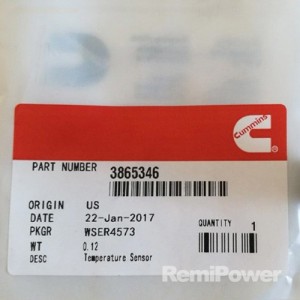 Cummins
PART NUMBER 3865346
ORIGIN US
DATE 22-Jan-2017
PKGR WSER4573
QUANTITY 1
WT 0.12
DESC Temperature Sensor
RemiPower